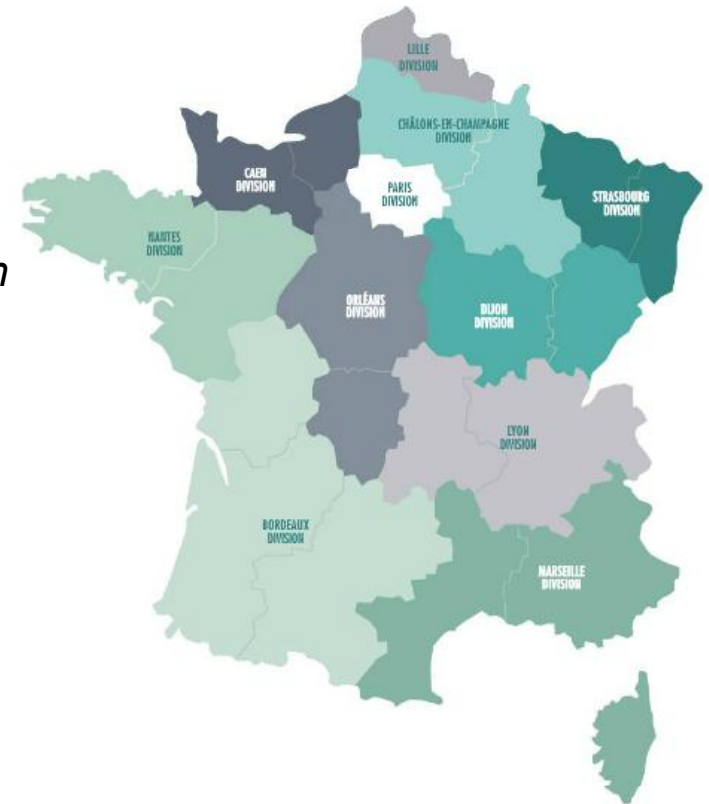 LILLE
DIVISION
CHÂLONS-EN-CHAMPAGNE
DIVISION
CAEN
DIVISION
PARIS
DIVISION
STRASBOURG
DIVISION
NANTES
DIVISION
n
ORLÉANS
DIVISION
DIJON
DIVISION
LYON
DIVISION
BORDEAUX
DIVISION
MARSEILLE
DIVISION